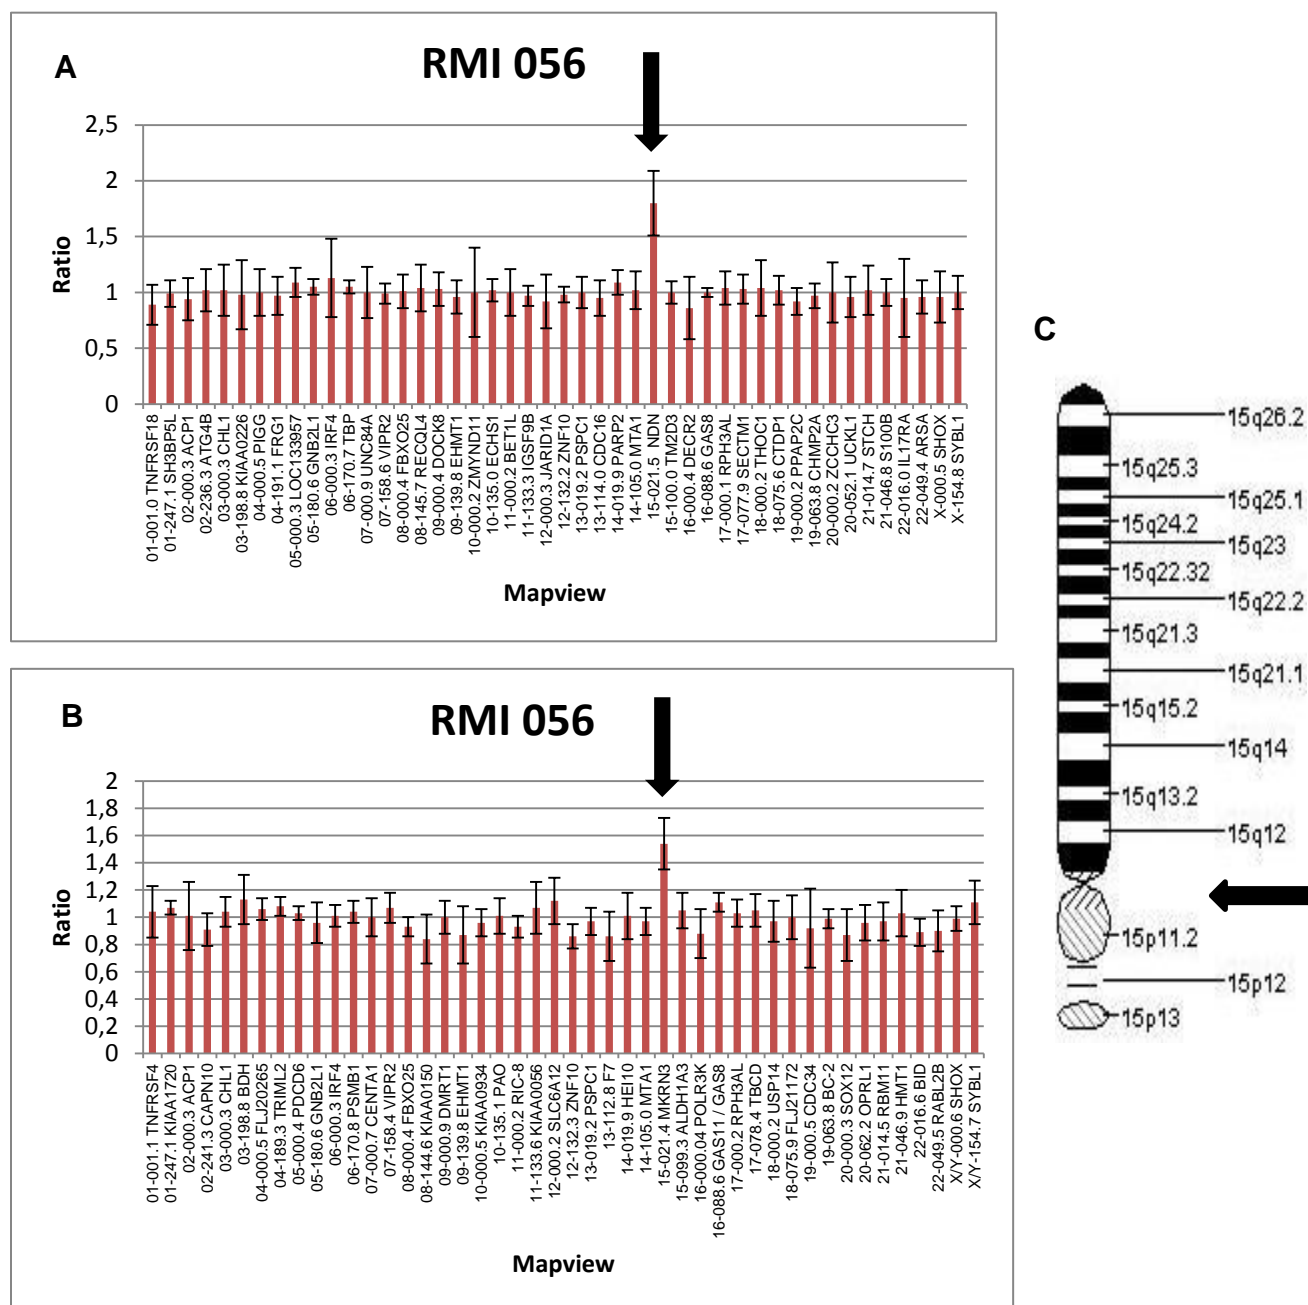 A
RMI 056
2,5
2
1,5
1
0,5
0
Ratio
01-001.0 TNFRSF18
01-247.1 SH3BP5L
02-000.3 ACP1
02-236.3 ATG4B
03-000.3 CHL1
03-198.8 KIAA0226
04-000.5 PIGG
04-191.1 FRG1
05-000.3 LOC133957
05-180.6 GNB2L1
06-000.3 IRF4
06-170.7 TBP
07-000.9 UNC84A
07-158.6 VIPR2
08-000.4 FBXO25
08-145.7 RECQL4
09-000.4 DOCK8
09-139.8 EHMT1
10-000.2 ZMYND11
10-135.0 ECHS1
11-000.2 BET1L
11-133.3 IGSF9B
12-000.3 JARID1A
12-132.2 ZNF10
13-019.2 PSPC1
13-114.0 CDC16
14-019.9 PARP2
14-105.0 MTA1
15-021.5 NDN
15-100.0 TM2D3
16-000.4 DECR2
16-088.6 GAS8
17-000.1 RPH3AL
17-077.9 SECTM1
18-000.2 THOC1
18-075.6 CTDP1
19-000.2 PPAP2C
19-063.8 CHMP2A
20-000.2 ZCCHC3
20-052.1 UCKL1
21-014.7 STCH
21-046.8 S100B
22-016.0 IL17RA
22-049.4 ARSA
X-000.5 SHOX
X-154.8 SYBL1
Mapview
B
RMI 056
2
1,8
1,6
1,4
1,2
1
0,8
0,6
0,4
0,2
0
Ratio
01-001.1 TNFRSF4
01-247.1 KIAA1720
02-000.3 ACP1
02-241.3 CAPN10
03-000.3 CHL1
03-198.8 BDH
04-000.5 FLJ20265
04-189.3 TRIML2
05-000.4 PDCD6
05-180.6 GNB2L1
06-000.3 IRF4
06-170.8 PSMB1
07-000.7 CENTA1
07-158.4 VIPR2
08-000.4 FBXO25
08-144.6 KIAA0150
09-000.9 DMRT1
09-139.8 EHMT1
10-000.5 KIAA0934
10-135.1 PAO
11-000.2 RIC-8
11-133.6 KIAA0056
12-000.2 SLC6A12
12-132.3 ZNF10
13-019.2 PSPC1
13-112.8 F7
14-019.9 HEI10
14-105.0 MTA1
15-021.4 MKRN3
15-099.3 ALDH1A3
16-000.4 POLR3K
16-088.6 GAS11 / GAS8
17-000.2 RPH3AL
17-078.4 TBCD
18-000.2 USP14
18-075.9 FLJ21172
19-000.5 CDC34
19-063.8 BC-2
20-000.3 SOX12
20-062.2 OPRL1
21-014.5 RBM11
21-046.9 HMT1
22-016.6 BID
22-049.5 RABL2B
X/Y-000.6 SHOX
X/Y-154.7 SYBL1
Mapview
C
15q26.2
15q25.3
15q25.1
15q24.2
15q23
15q22.32
15q22.2
15q21.3
15q21.1
15q15.2
15q14
15q13.2
15q12
15p11.2
15p12
15p13